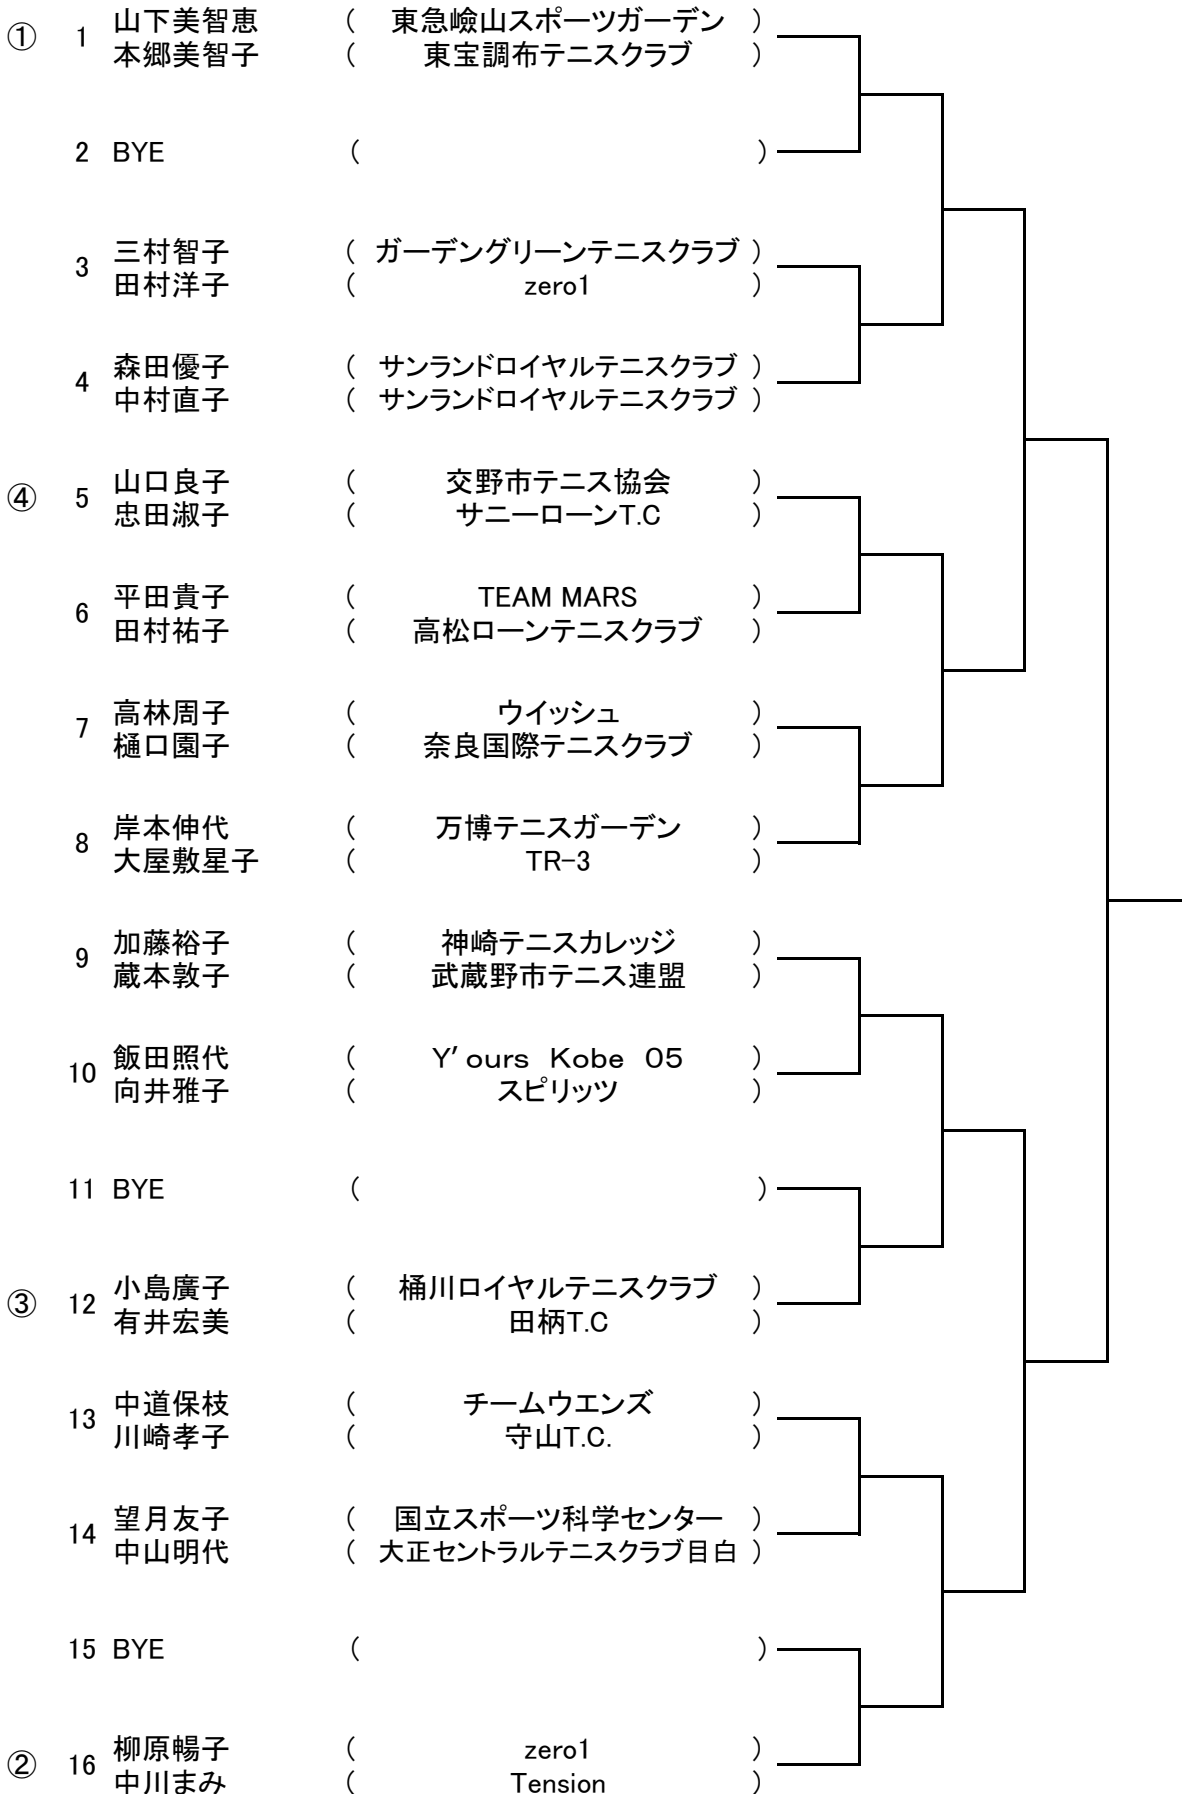 ① 1 山下美智恵 ( 東急嶮山スポーツガーデン )
本郷美智子 ( 東宝調布テニスクラブ )
2 BYE ( )
3 三村智子 ( ガーデングリーンテニスクラブ )
田村洋子 ( zero1 )
4 森田優子 ( サンランドロイヤルテニスクラブ )
中村直子 ( サンランドロイヤルテニスクラブ )
④ 5 山口良子 ( 交野市テニス協会 )
忠田淑子 ( サニーローンT.C )
6 平田貴子 ( TEAM MARS )
田村祐子 ( 高松ローンテニスクラブ )
7 高林周子 ( ウイッシュ )
樋口園子 ( 奈良国際テニスクラブ )
8 岸本伸代 ( 万博テニスガーデン )
大屋敷星子 ( TR-3 )
9 加藤裕子 ( 神崎テニスカレッジ )
蔵本敦子 ( 武蔵野市テニス連盟 )
10 飯田照代 ( Y'ours Kobe 05 )
向井雅子 ( スピリッツ )
11 BYE ( )
③ 12 小島廣子 ( 桶川ロイヤルテニスクラブ )
有井宏美 ( 田柄T.C )
13 中道保枝 ( チームウエンズ )
川崎孝子 ( 守山T.C. )
14 望月友子 ( 国立スポーツ科学センター )
中山明代 ( 大正セントラルテニスクラブ目白 )
15 BYE ( )
② 16 柳原暢子 ( zero1 )
中川まみ ( Tension )